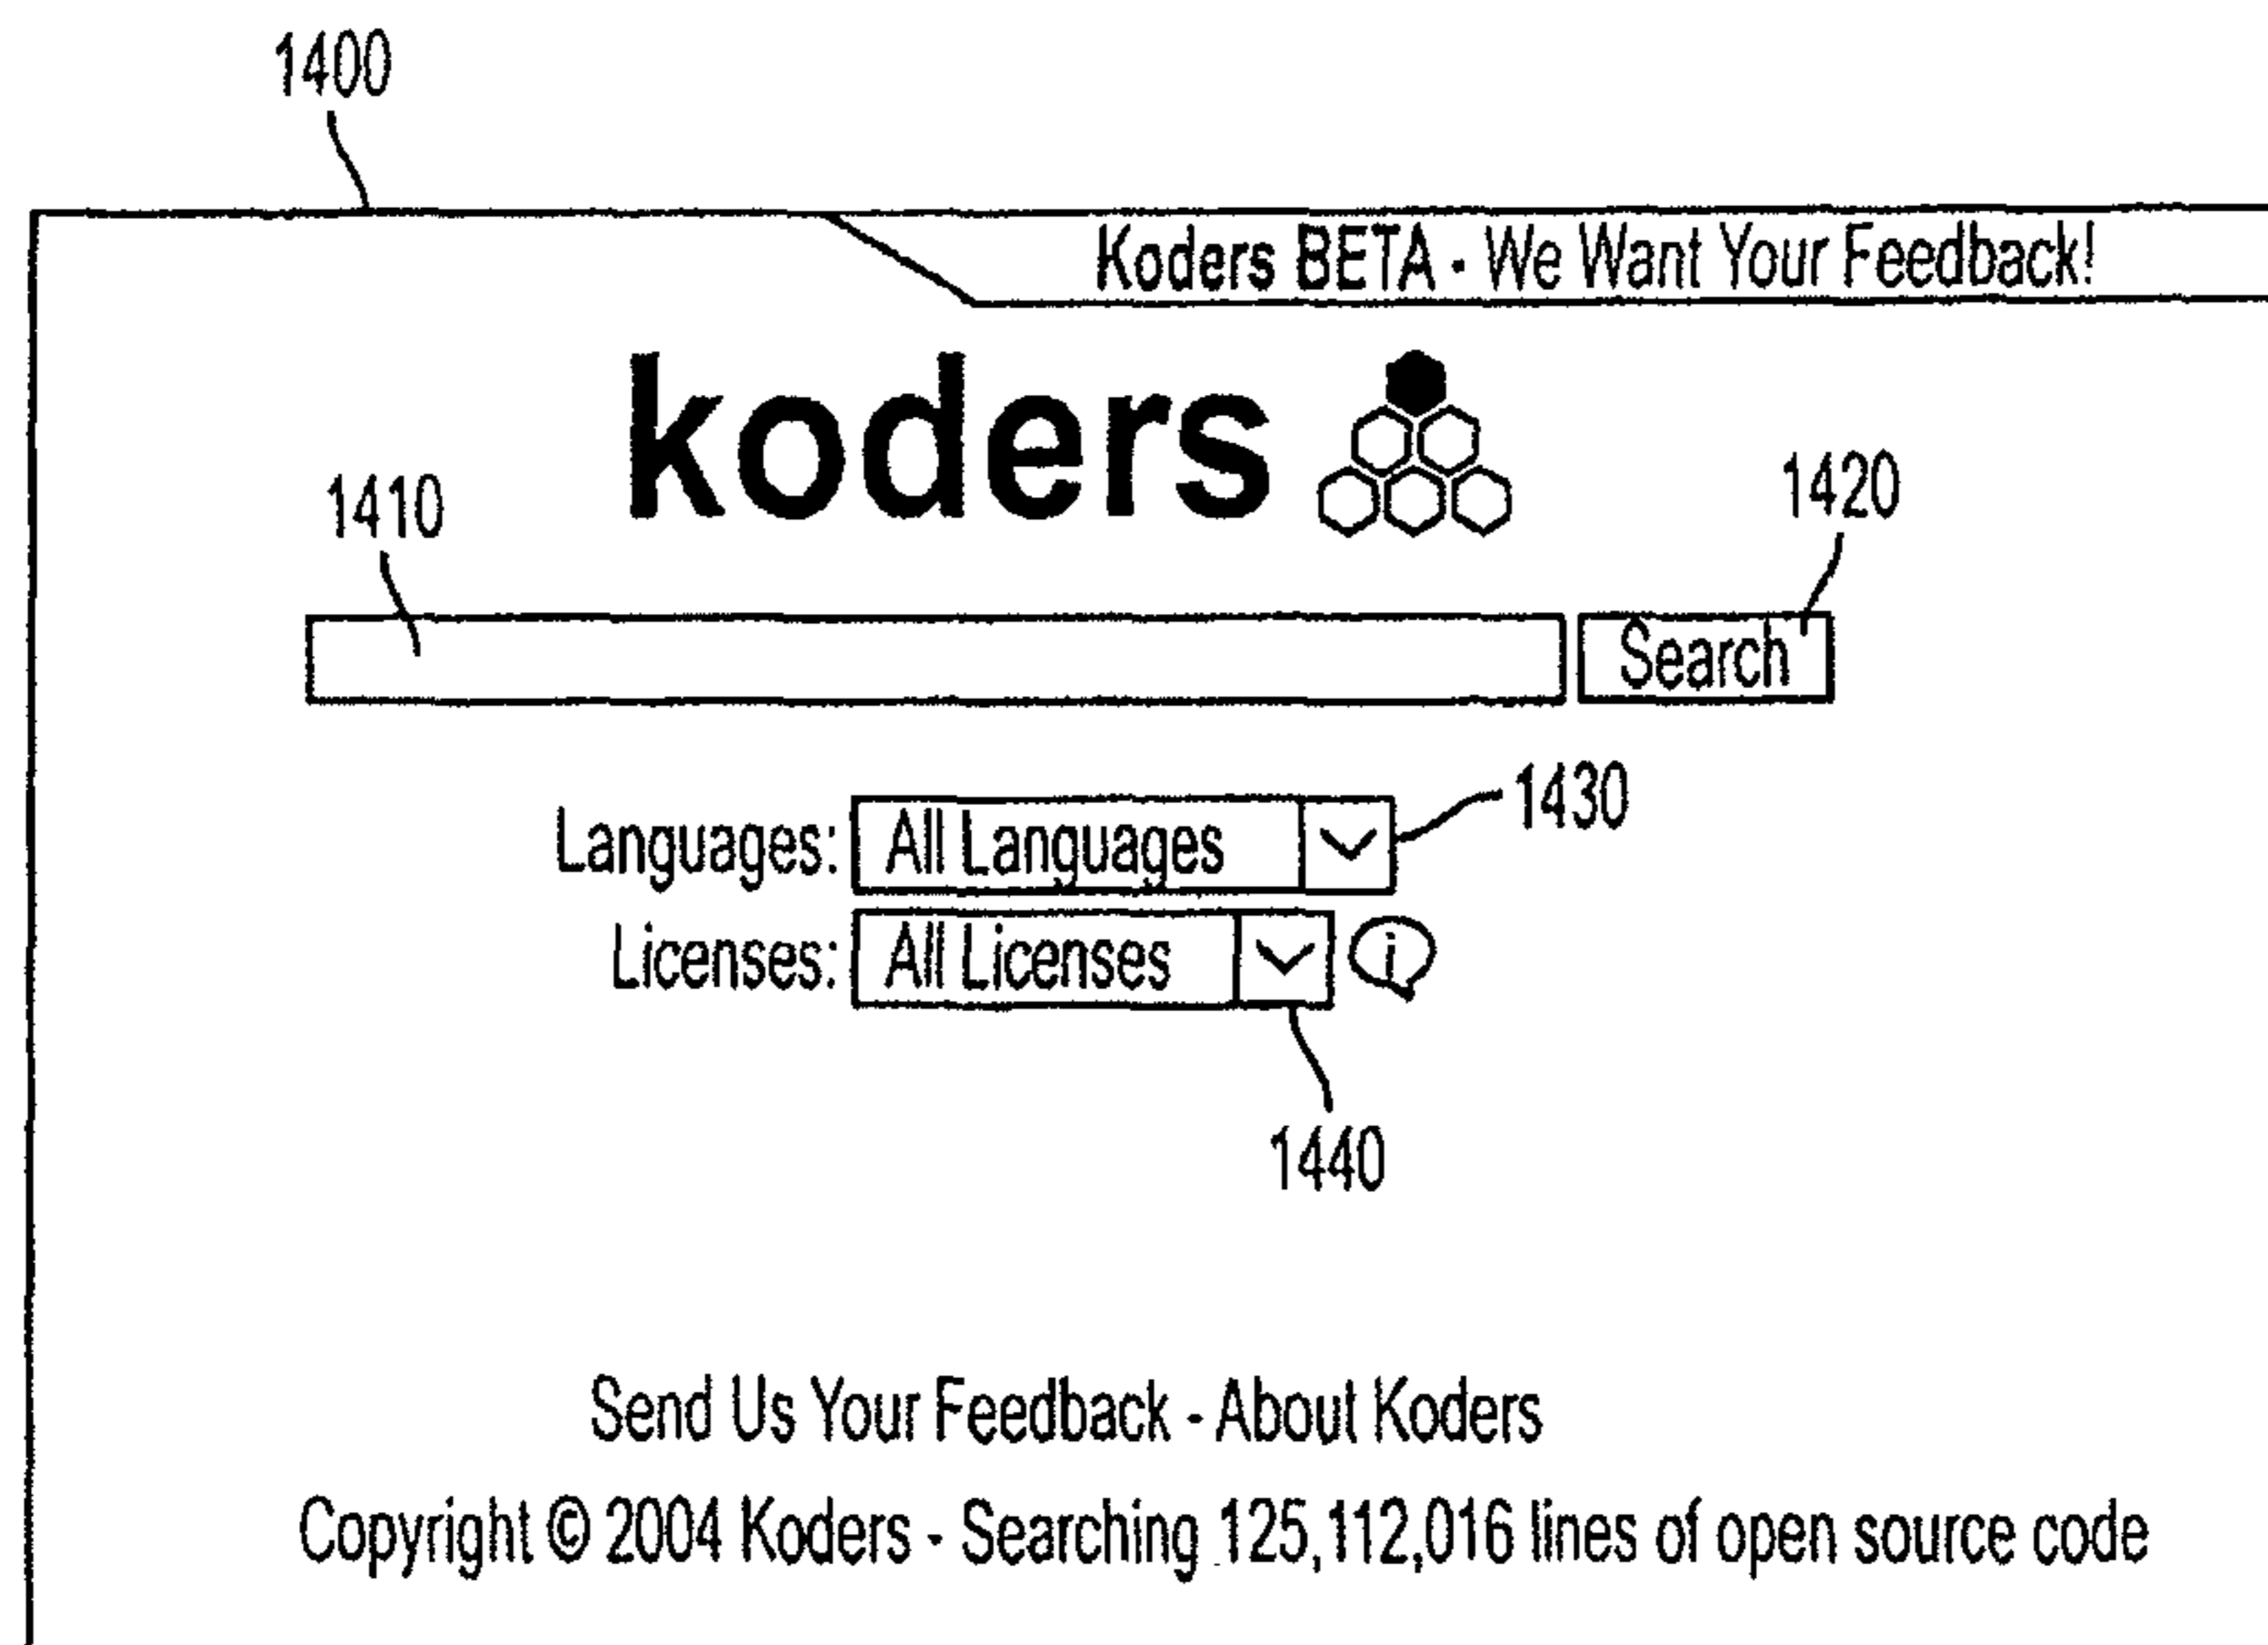 1400
Koders BETA - We Want Your Feedback!
koders
1410
1420
Search
Languages: All Languages
1430
Licenses: All Licenses i
1440
Send Us Your Feedback - About Koders
Copyright © 2004 Koders - Searching 125,112,016 lines of open source code